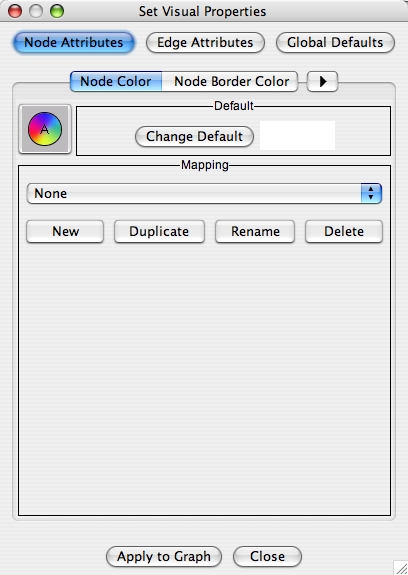 Set Visual Properties
Node Attributes Edge Attributes Global Defaults
Node Color Node Border Color
Default
A
Change Default
Mapping
None
New Duplicate Rename Delete
Apply to Graph Close